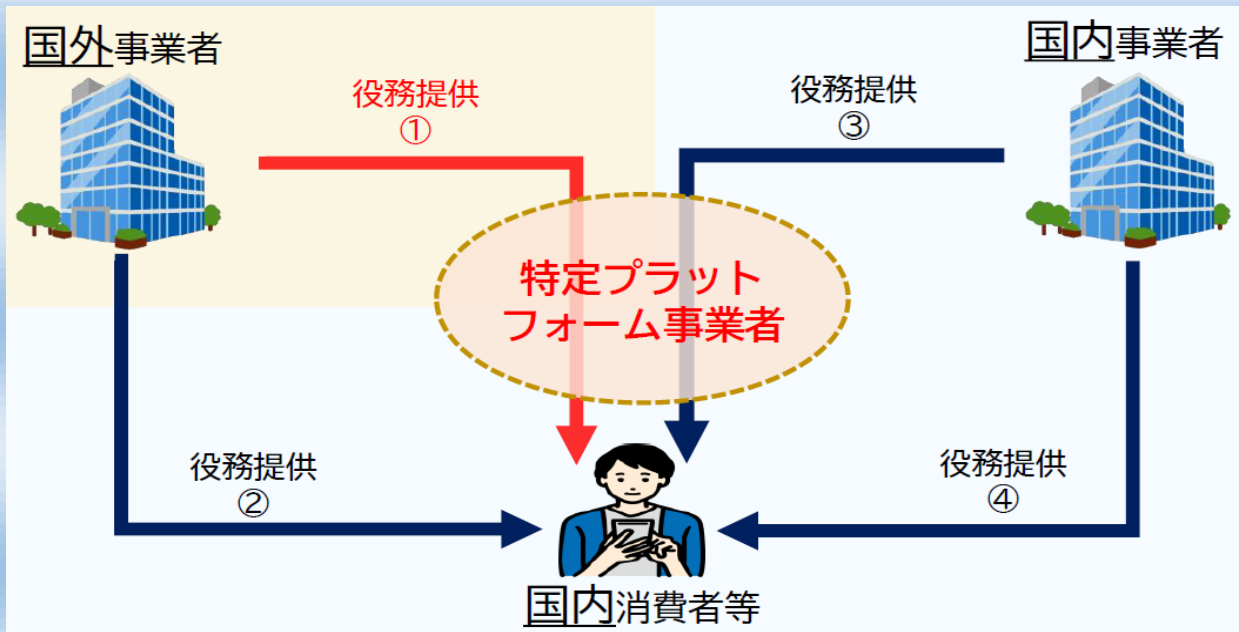 国外事業者
国内事業者
役務提供
①
役務提供
③
特定プラット
フォーム事業者
役務提供
②
役務提供
④
国内消費者等